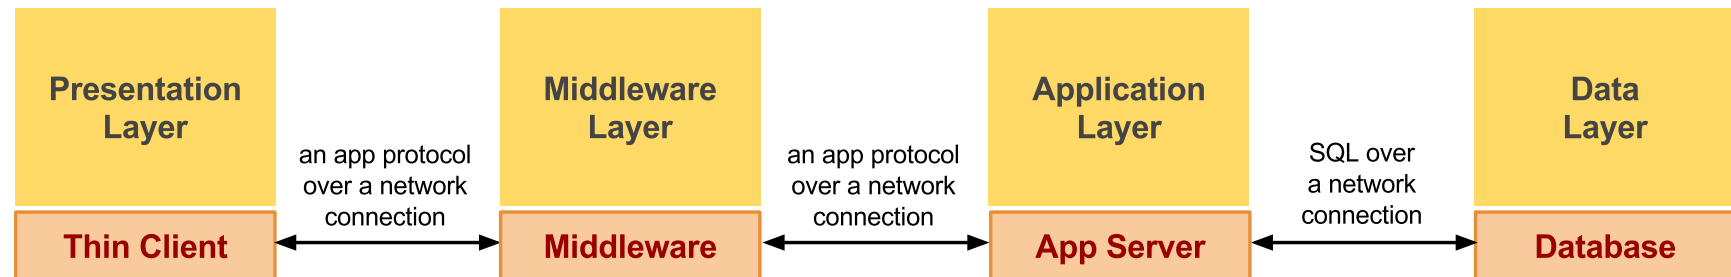 Presentation
Layer
an app protocol
over a network
connection
Thin Client
Middleware
Layer
an app protocol
over a network
connection
Middleware
Application
Layer
SQL over
a network
connection
App Server
Data
Layer
Database